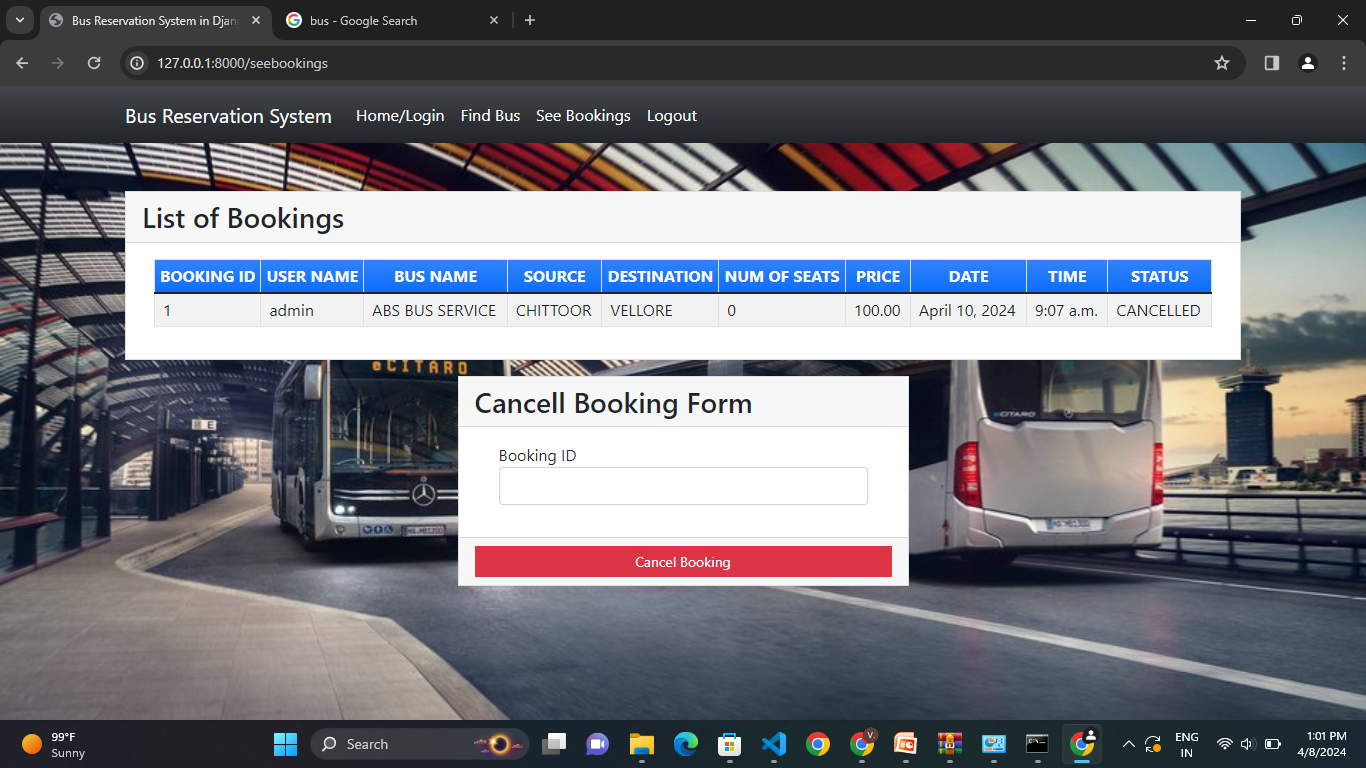 Bus Reservation System in Djan
bus - Google Search
127.0.0.1:8000/seebookings
Bus Reservation System Home/Login Find Bus See Bookings Logout
List of Bookings
BOOKING ID USER NAME BUS NAME SOURCE DESTINATION NUM OF SEATS PRICE DATE TIME STATUS
1 admin ABS BUS SERVICE CHITTOOR VELLORE 0 100.00 April 10, 2024 9:07 a.m. CANCELLED
eCITARO
E
eCITARO
Cancell Booking Form
Booking ID
Cancel Booking
99°F
Sunny
Search
V.
ENG
IN
1:01 PM
4/8/2024